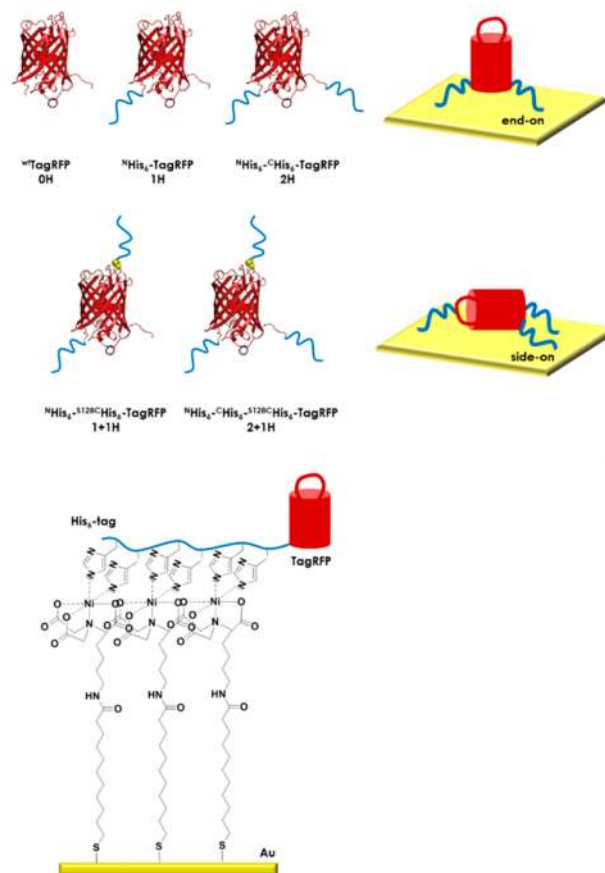 ʷᵗTagRFP
0H
ᴺHis₆-TagRFP
1H
ᴺHis₆-ᶜHis₆-TagRFP
2H
end-on
ᴺHis₆-ˢ¹²⁸ᶜHis₆-TagRFP
1+1H
ᴺHis₆-ᶜHis₆-ˢ¹²⁸ᶜHis₆-TagRFP
2+1H
side-on
His₆-tag
TagRFP
N N N N N N
N N N N N N
O Ni O O Ni O O Ni O
O O N O O O N O O O N O
O O O
HN HN HN
O O O
S S S
Au